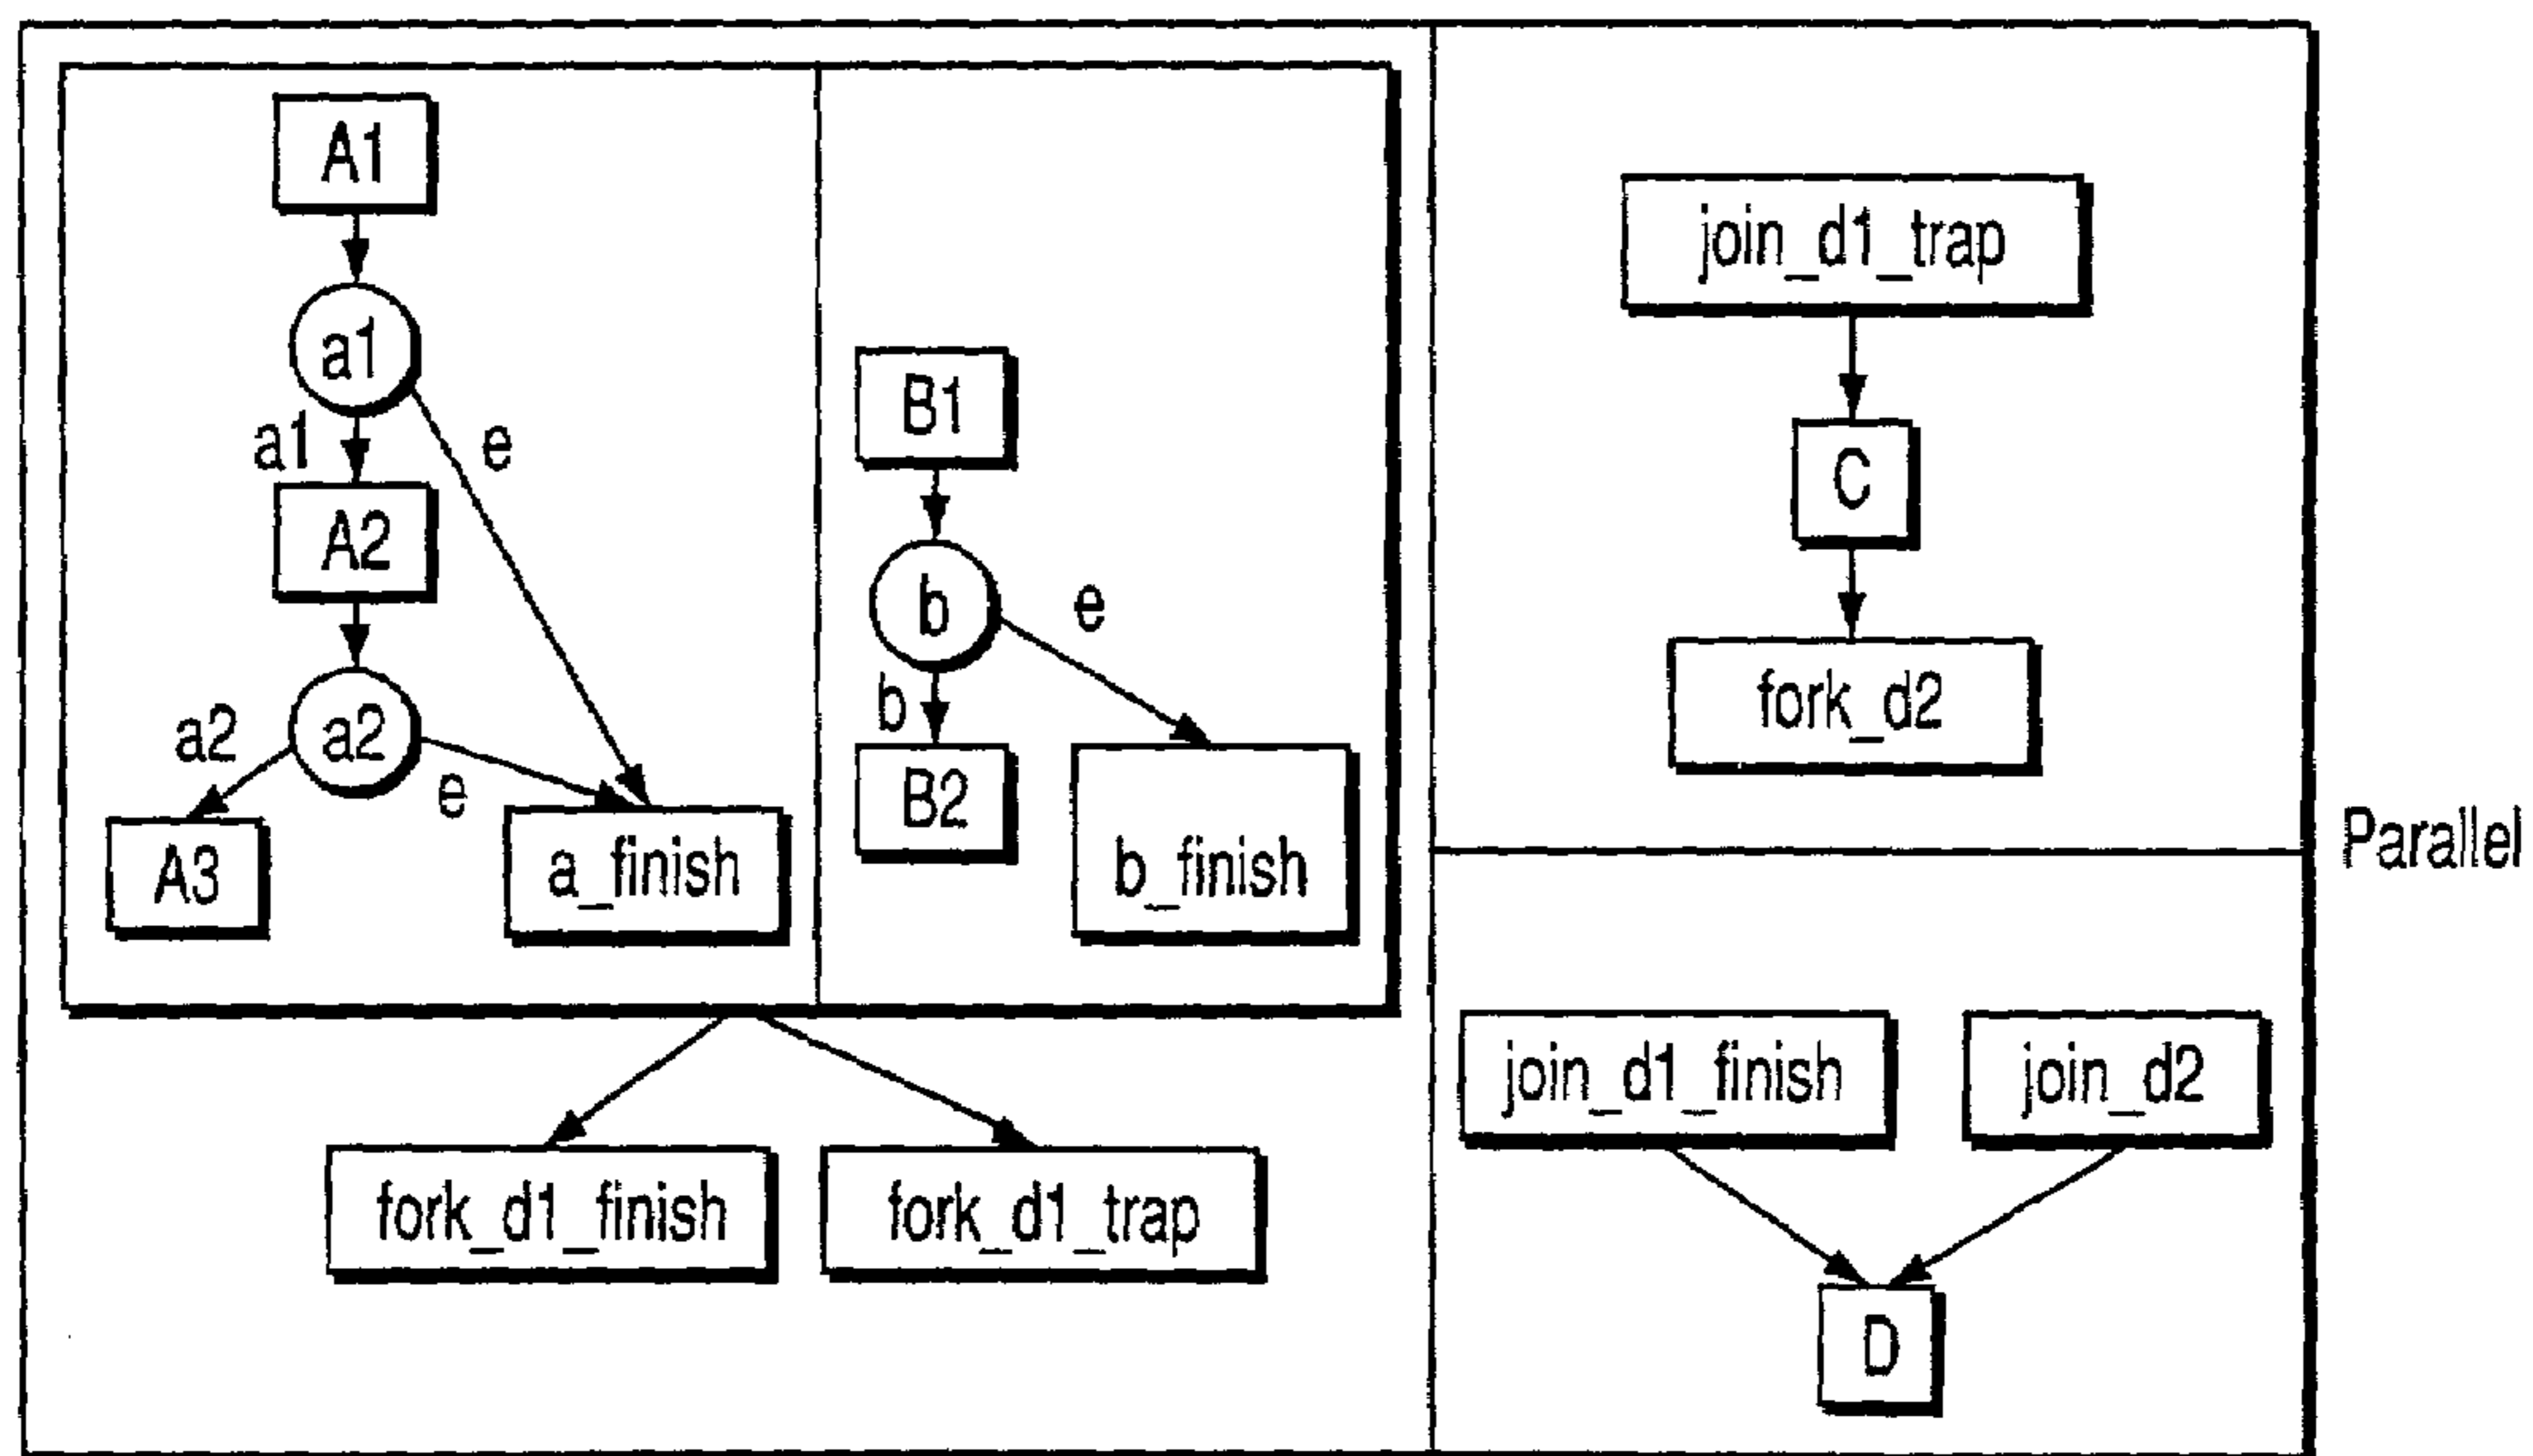 A1
a1
a1
e
A2
a2
a2
e
A3
a_finish
B1
b
e
b
B2
b_finish
fork_d1_finish
fork_d1_trap
join_d1_trap
C
fork_d2
join_d1_finish
join_d2
D
Parallel